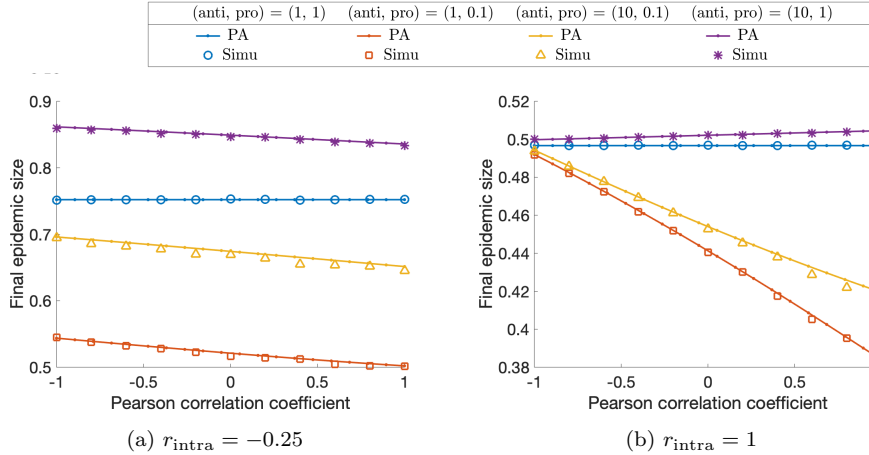 (anti, pro) = (1, 1) (anti, pro) = (1, 0.1) (anti, pro) = (10, 0.1) (anti, pro) = (10, 1)
PA PA PA PA
Simu Simu Simu Simu
Final epidemic size
0.9
0.8
0.7
0.6
0.5
-1 -0.5 0 0.5 1
Pearson correlation coefficient
(a) r_intra = −0.25
Final epidemic size
0.52
0.5
0.48
0.46
0.44
0.42
0.4
0.38
-1 -0.5 0 0.5
Pearson correlation coefficient
(b) r_intra = 1